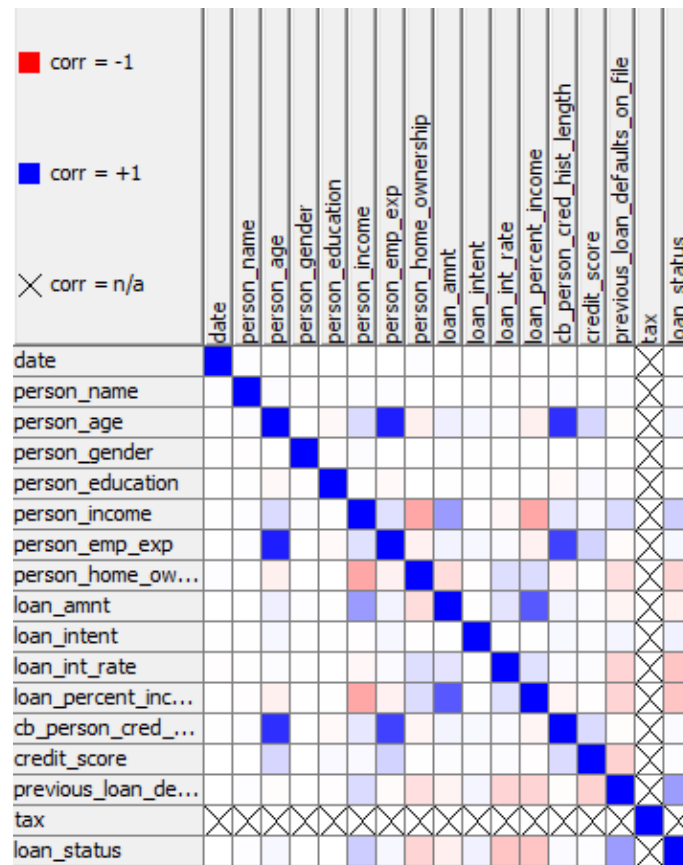 corr = -1
corr = +1
corr = n/a
date
person_name
person_age
person_gender
person_education
person_income
person_emp_exp
person_home_ownership
loan_amnt
loan_intent
loan_int_rate
loan_percent_income
cb_person_cred_hist_length
credit_score
previous_loan_defaults_on_file
tax
loan_status
date
person_name
person_age
person_gender
person_education
person_income
person_emp_exp
person_home_ow...
loan_amnt
loan_intent
loan_int_rate
loan_percent_inc...
cb_person_cred_...
credit_score
previous_loan_de...
tax
loan_status